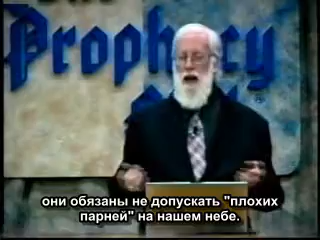 Prophecy
®
они обязаны не допускать "плохих
парней" на нашем небе.